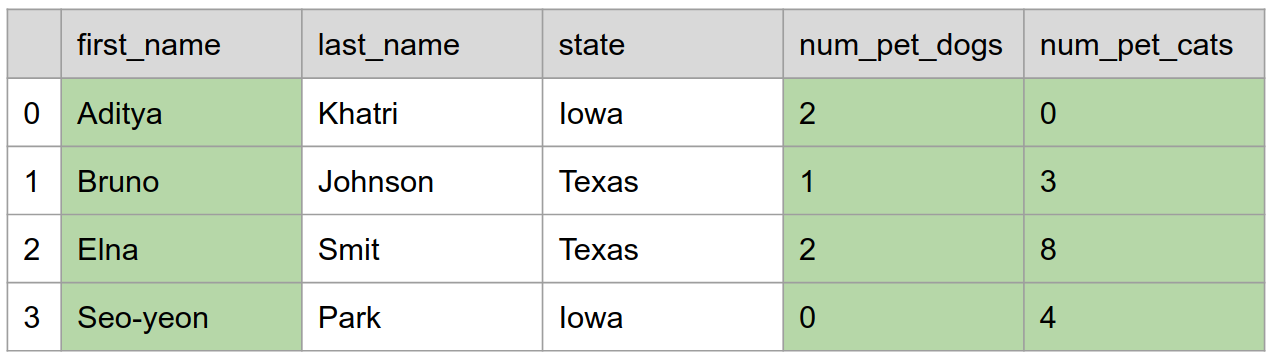 first_name last_name state num_pet_dogs num_pet_cats
0 Aditya Khatri Iowa 2 0
1 Bruno Johnson Texas 1 3
2 Elna Smit Texas 2 8
3 Seo-yeon Park Iowa 0 4